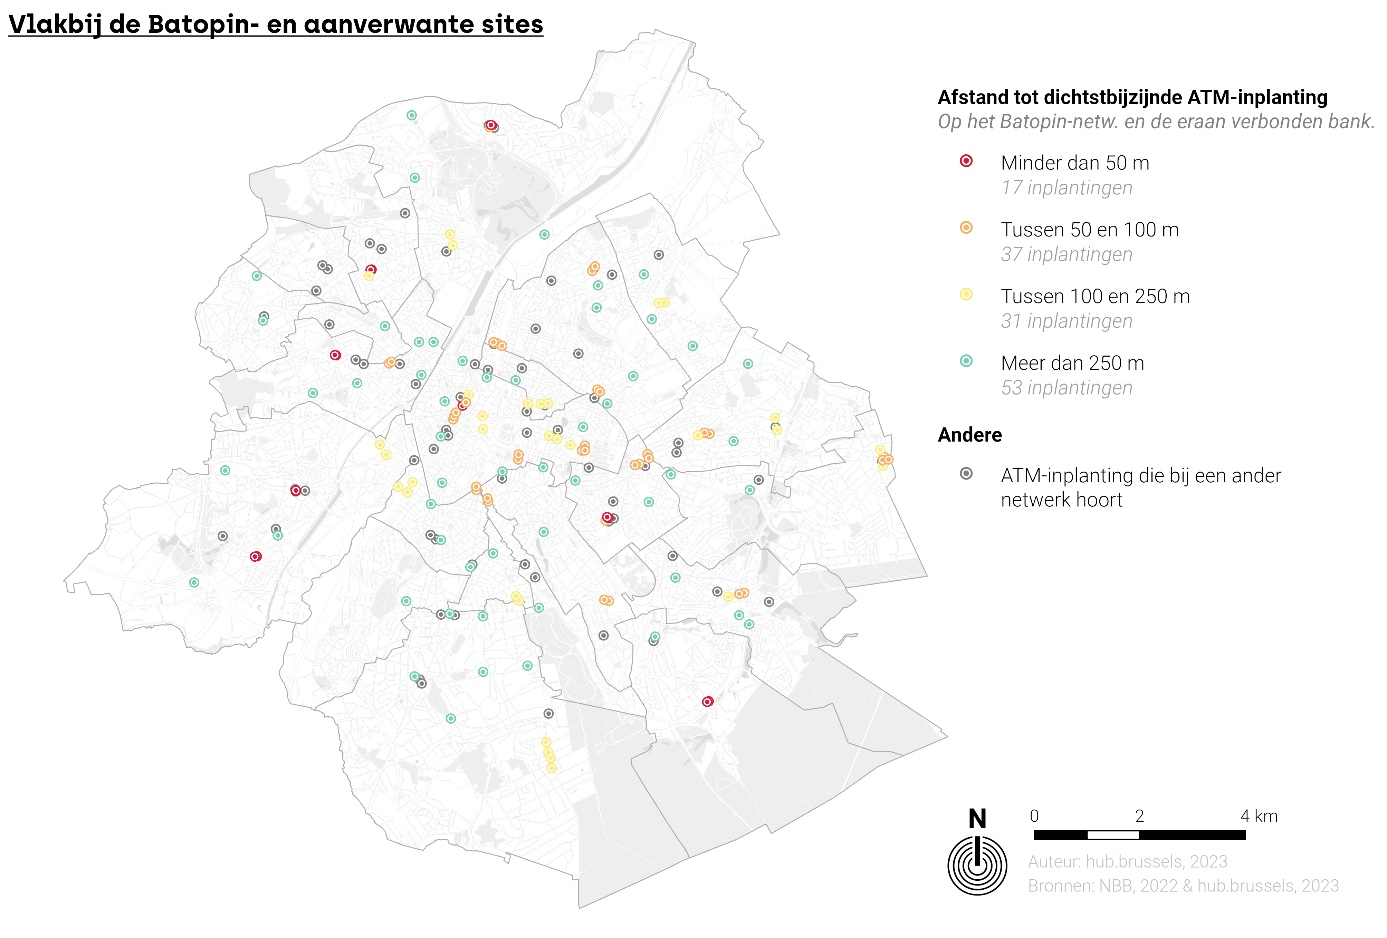 Vlakbij de Batopin- en aanverwante sites
Afstand tot dichtstbijzijnde ATM-inplanting
Op het Batopin-netw. en de eraan verbonden bank.
Minder dan 50 m
17 inplantingen
Tussen 50 en 100 m
37 inplantingen
Tussen 100 en 250 m
31 inplantingen
Meer dan 250 m
53 inplantingen
Andere
ATM-inplanting die bij een ander
netwerk hoort
N
0 2 4 km
Auteur: hub.brussels, 2023
Bronnen: NBB, 2022 & hub.brussels, 2023